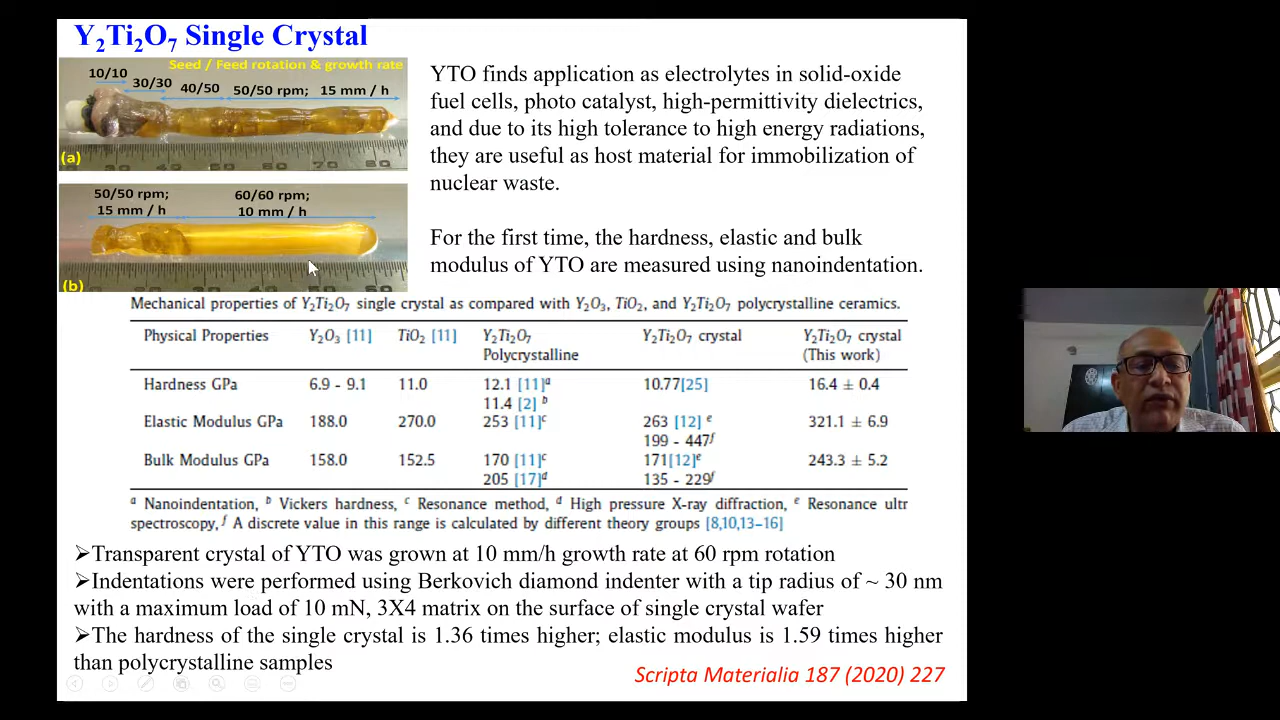 Y2Ti2O7 Single Crystal
Seed / Feed rotation & growth rate
10/10
30/30
40/50
50/50 rpm; 15 mm / h
(a)
30
40
50
60
70
80
50/50 rpm;
15 mm / h
60/60 rpm;
10 mm / h
(b)
YTO finds application as electrolytes in solid-oxide
fuel cells, photo catalyst, high-permittivity dielectrics,
and due to its high tolerance to high energy radiations,
they are useful as host material for immobilization of
nuclear waste.
For the first time, the hardness, elastic and bulk
modulus of YTO are measured using nanoindentation.
Mechanical properties of Y2Ti2O7 single crystal as compared with Y2O3, TiO2, and Y2Ti2O7 polycrystalline ceramics.
Physical Properties Y2O3 [11] TiO2 [11] Y2Ti2O7 Y2Ti2O7 crystal Y2Ti2O7 crystal
Polycrystalline (This work)
Hardness GPa 6.9 - 9.1 11.0 12.1 [11]a 10.77[25] 16.4 ± 0.4
11.4 [2] b
Elastic Modulus GPa 188.0 270.0 253 [11]c 263 [12] e 321.1 ± 6.9
199 - 447f
Bulk Modulus GPa 158.0 152.5 170 [11]c 171[12]e 243.3 ± 5.2
205 [17]d 135 - 229f
a Nanoindentation, b Vickers hardness, c Resonance method, d High pressure X-ray diffraction, e Resonance ultr
spectroscopy, f A discrete value in this range is calculated by different theory groups [8,10,13–16]
➢Transparent crystal of YTO was grown at 10 mm/h growth rate at 60 rpm rotation
➢Indentations were performed using Berkovich diamond indenter with a tip radius of ~ 30 nm
with a maximum load of 10 mN, 3X4 matrix on the surface of single crystal wafer
➢The hardness of the single crystal is 1.36 times higher; elastic modulus is 1.59 times higher
than polycrystalline samples
Scripta Materialia 187 (2020) 227